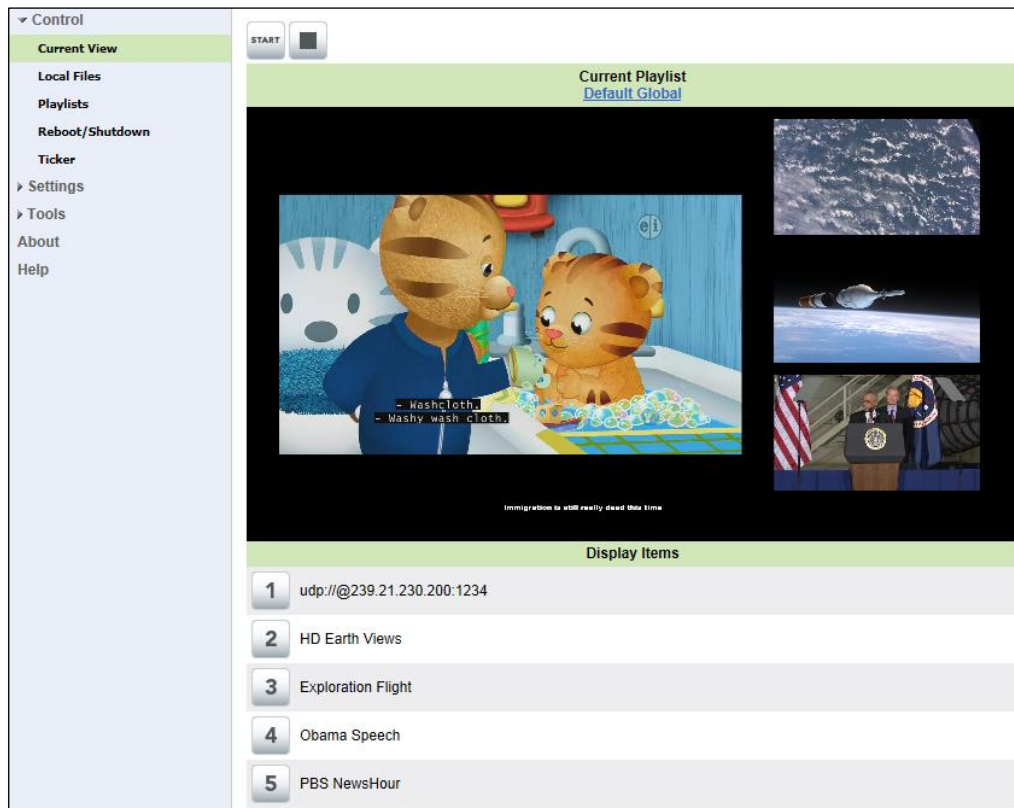 Control
Current View
Local Files
Playlists
Reboot/Shutdown
Ticker
Settings
Tools
About
Help
START
Current Playlist
Default Global
e/i
- Washcloth.
- Washy wash cloth.
Immigration is still really dead this time
Display Items
1 udp://@239.21.230.200:1234
2 HD Earth Views
3 Exploration Flight
4 Obama Speech
5 PBS NewsHour